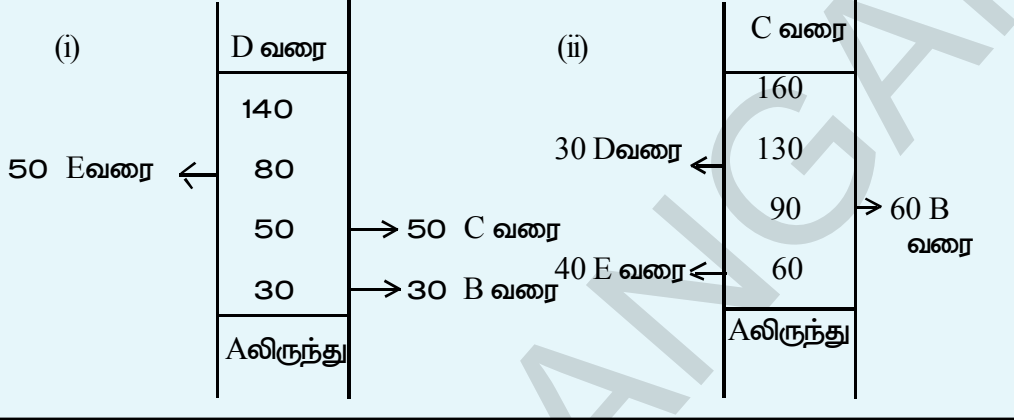 (i)
D வரை
140
50 Eவரை
80
50
50 C வரை
30
30 B வரை
Aலிருந்து
(ii)
C வரை
160
30 Dவரை
130
90
60 B
வரை
40 E வரை
60
Aலிருந்து